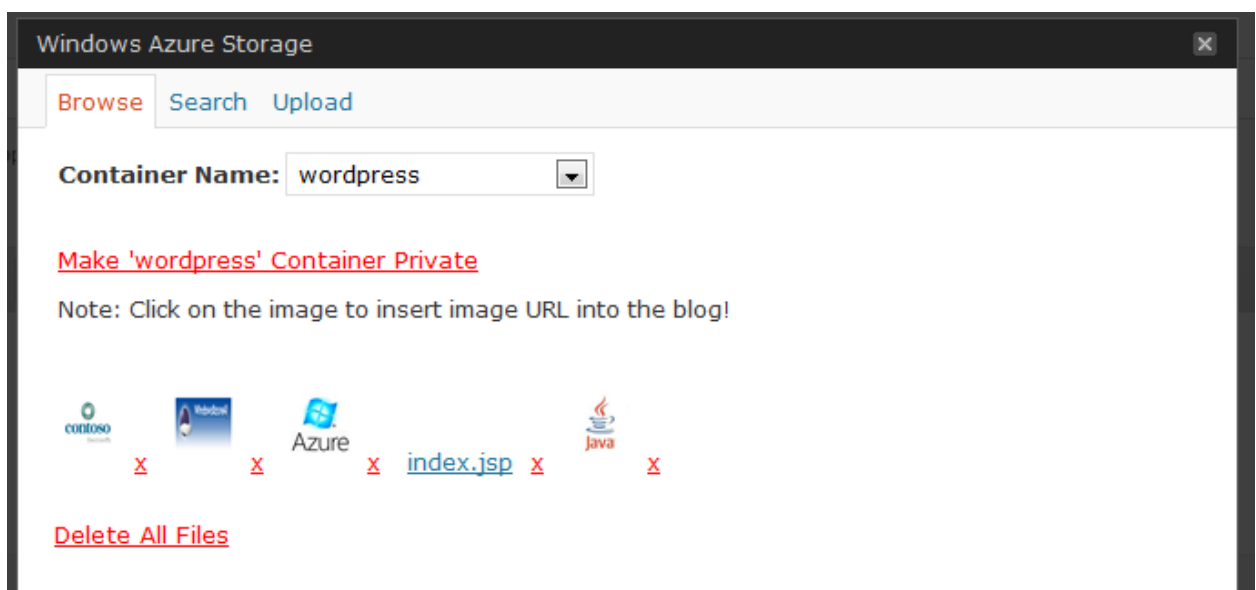 Windows Azure Storage
Browse Search Upload
Container Name: wordpress
Make 'wordpress' Container Private
Note: Click on the image to insert image URL into the blog!
contoso x x Azure x index.jsp x Java x
Delete All Files